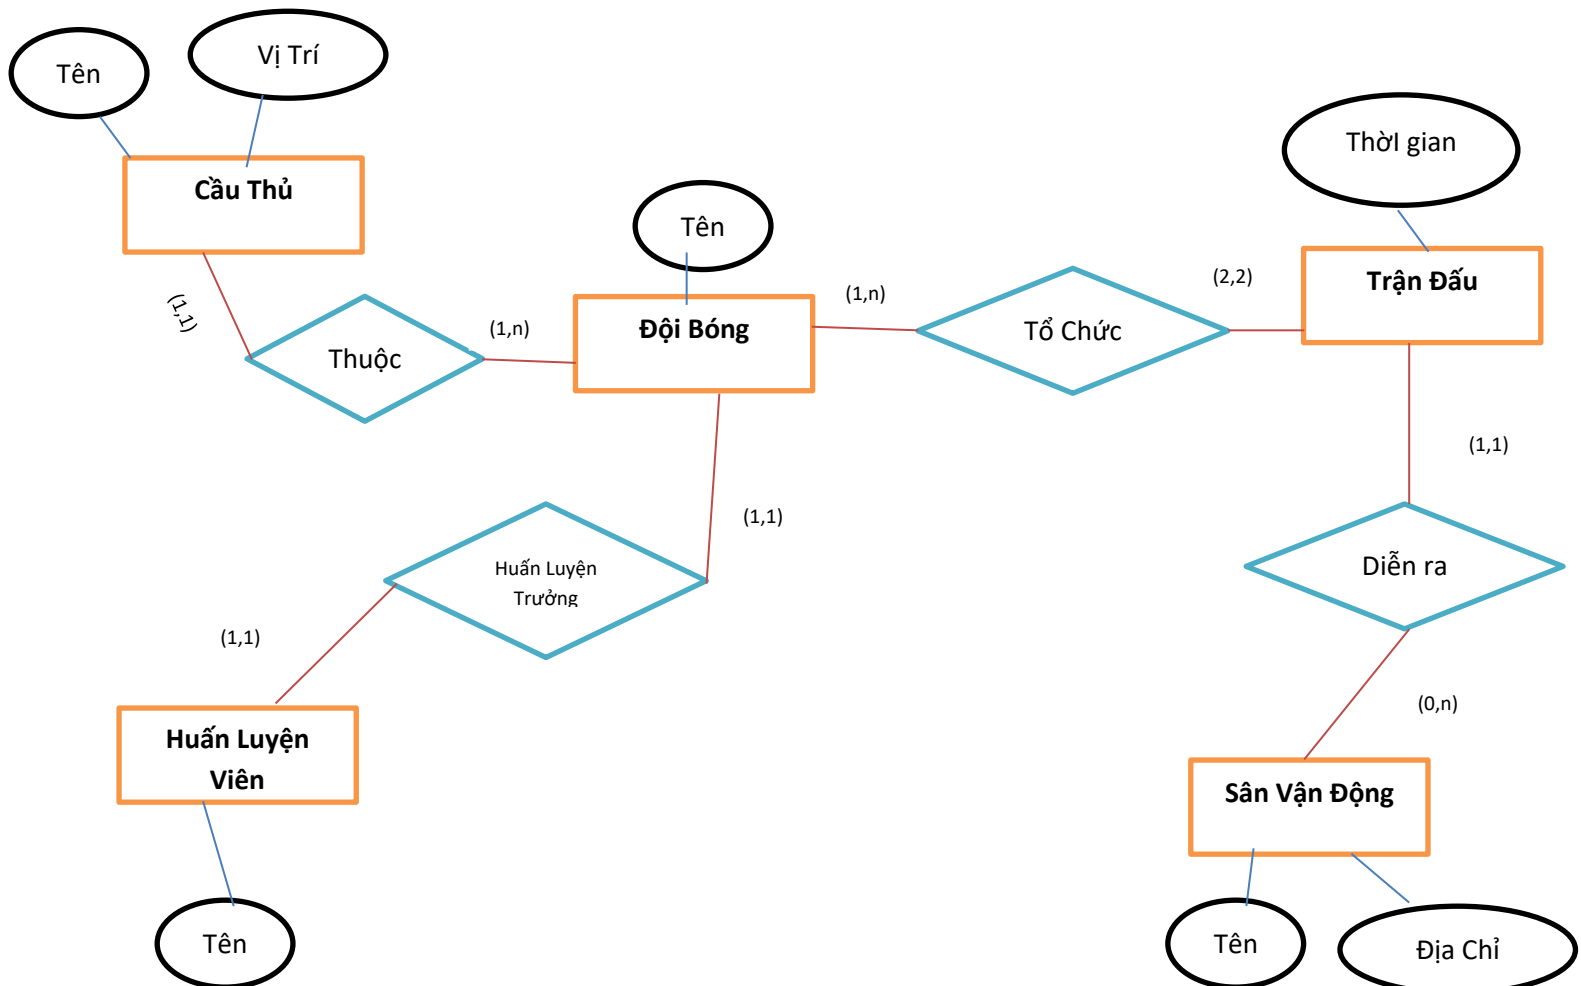 Tên
Vị Trí
ThờI gian
Cầu Thủ
Tên
Trận Đấu
(1,1)
(1,n)
Đội Bóng
(1,n)
(2,2)
Thuộc
Tổ Chức
(1,1)
(1,1)
Huấn Luyện
Trưởng
Diễn ra
(1,1)
(0,n)
Huấn Luyện
Viên
Sân Vận Động
Tên
Tên
Địa Chỉ